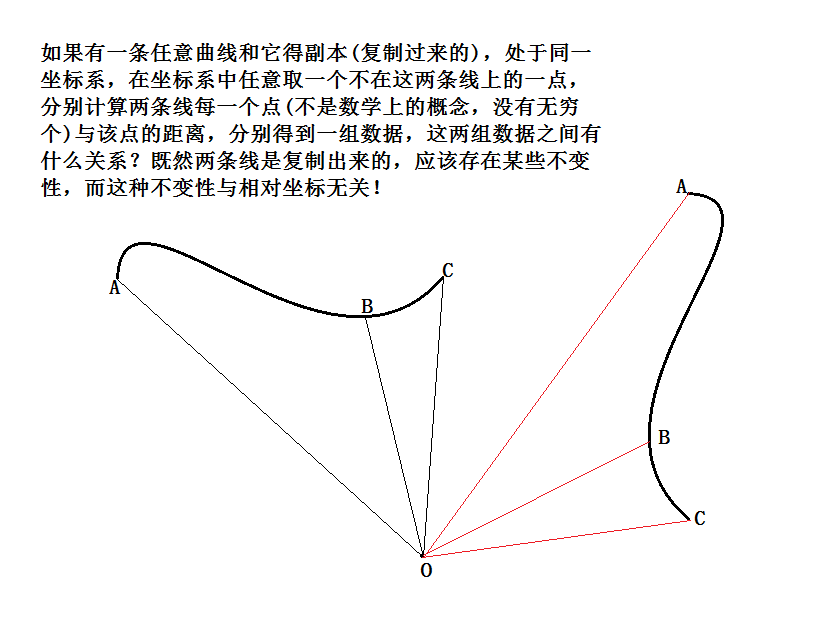 如果有一条任意曲线和它得副本(复制过来的)，处于同一
坐标系，在坐标系中任意取一个不在这两条线上的一点，
分别计算两条线每一个点(不是数学上的概念，没有无穷
个)与该点的距离，分别得到一组数据，这两组数据之间有
什么关系？既然两条线是复制出来的，应该存在某些不变
性，而这种不变性与相对坐标无关！
A
C
A
B
B
C
O